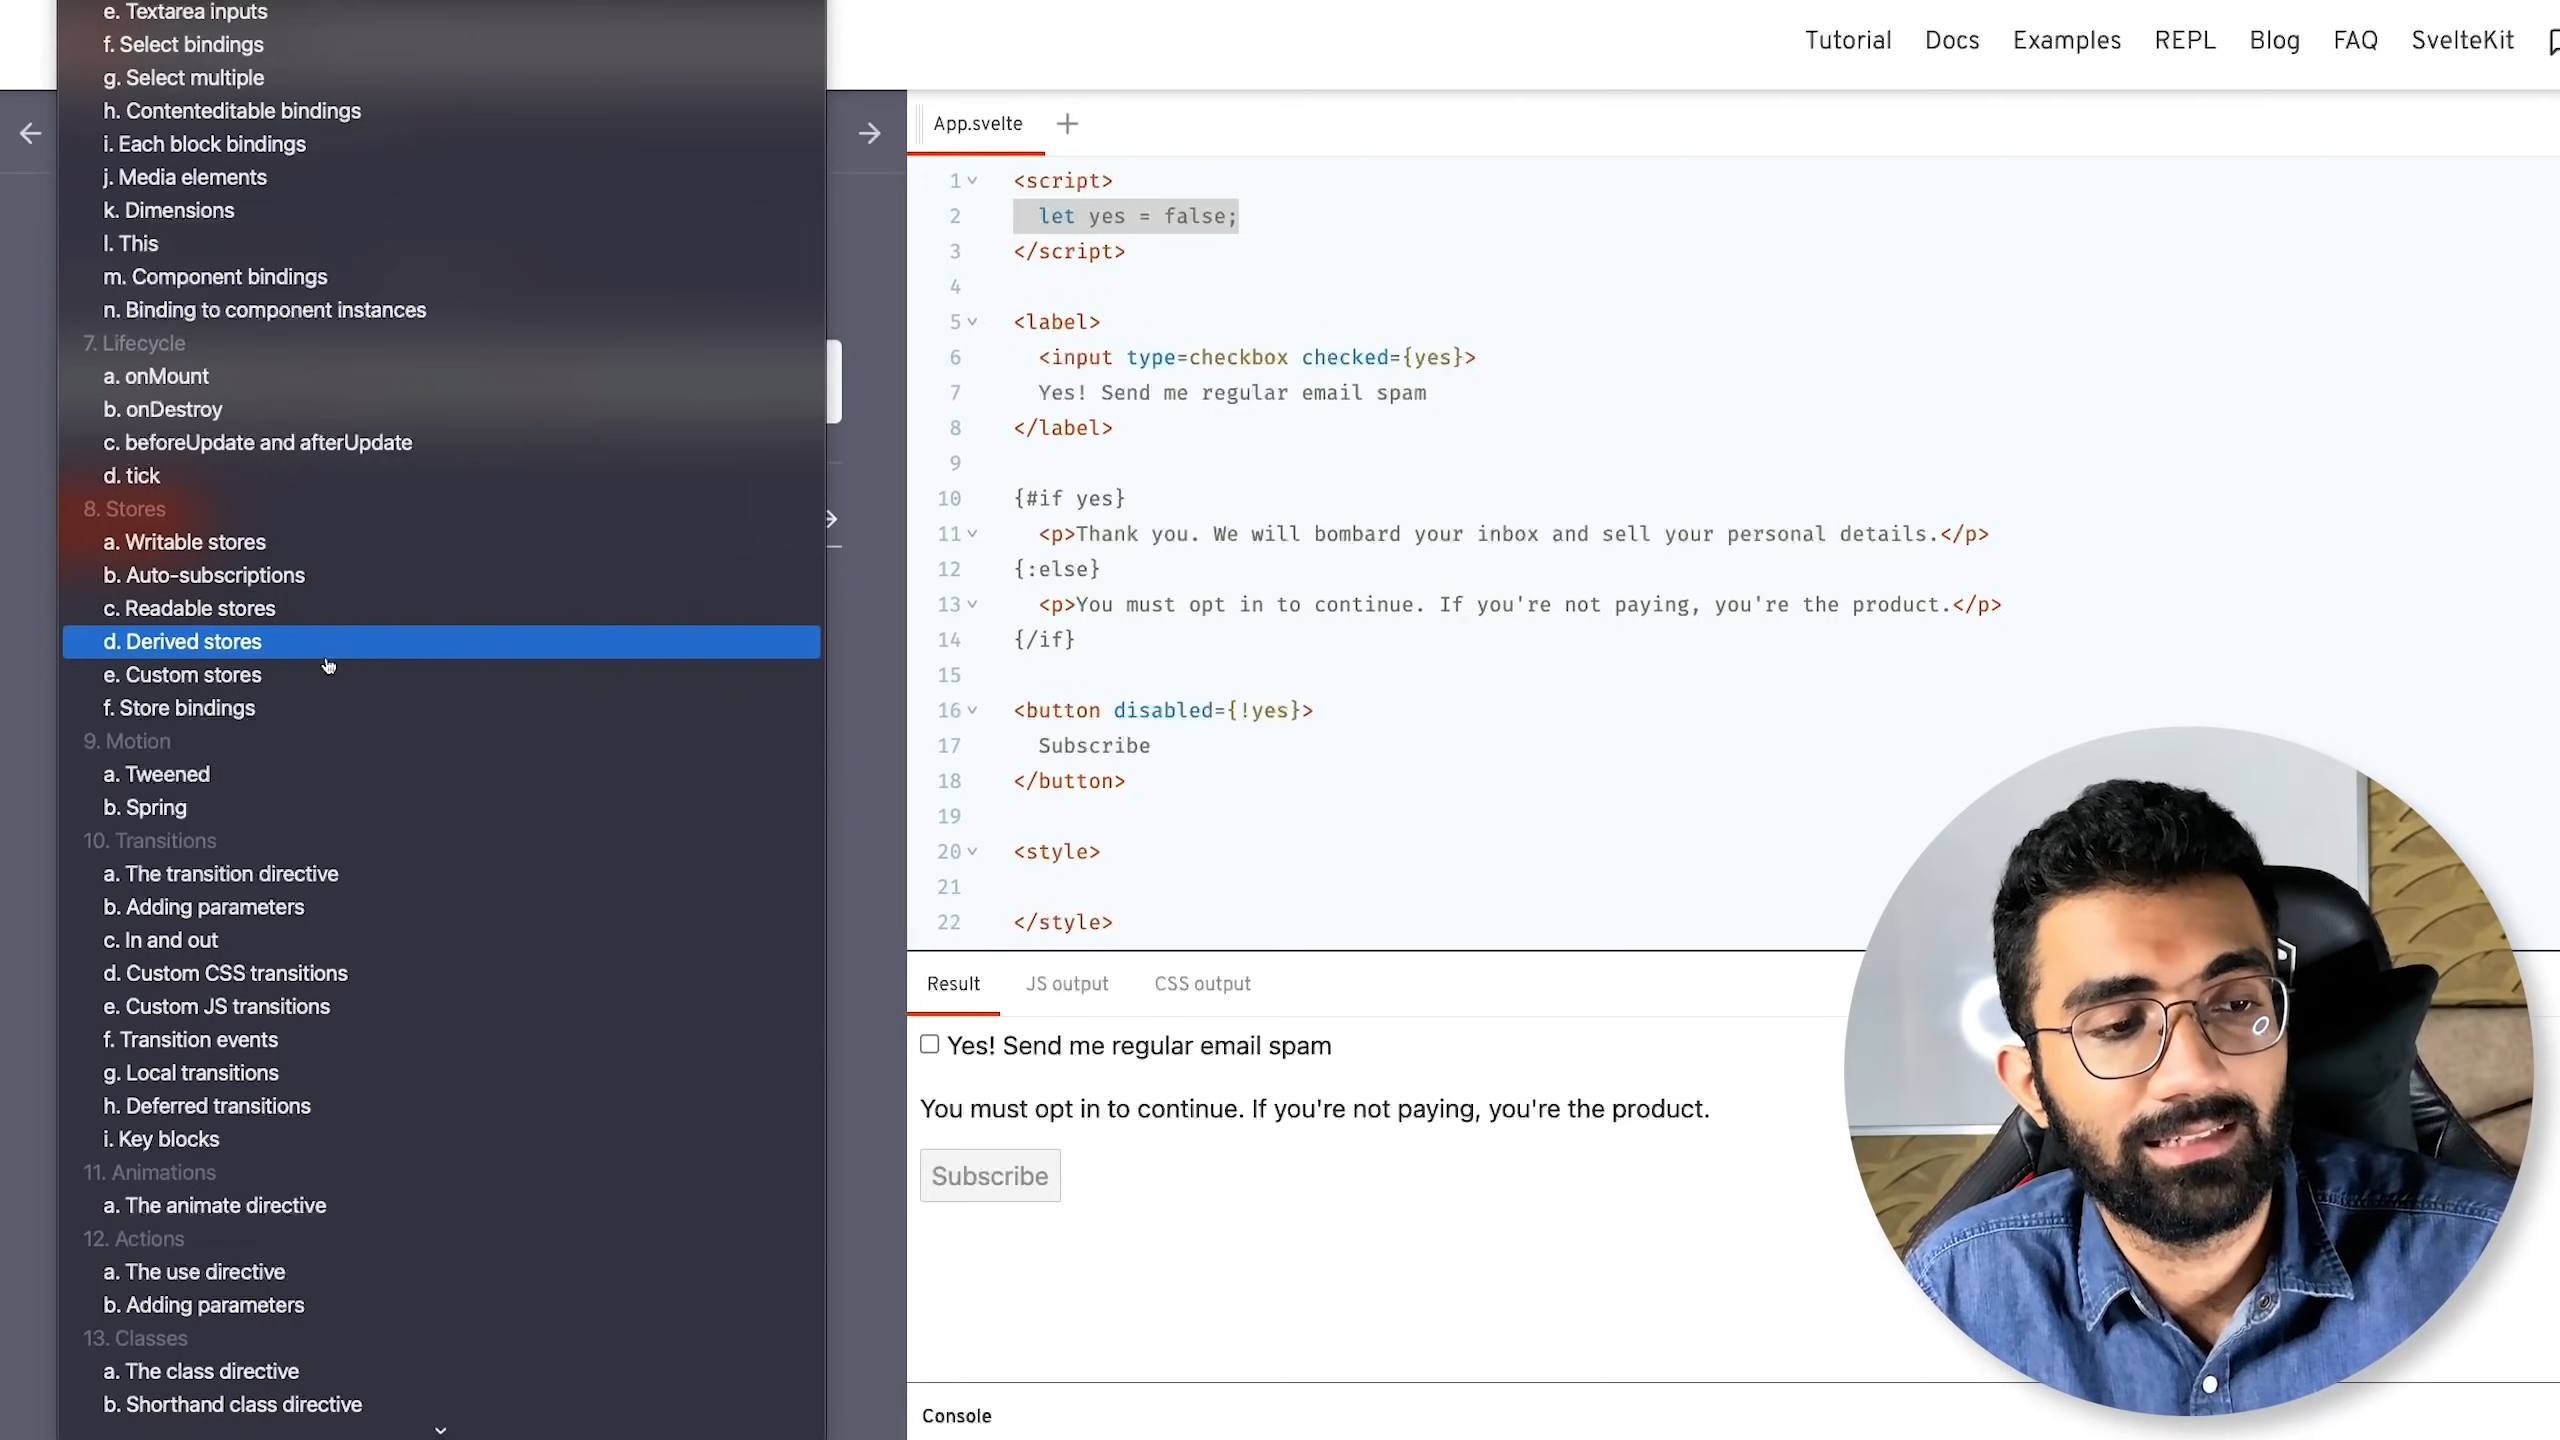 e. Textarea inputs
f. Select bindings
g. Select multiple
h. Contenteditable bindings
i. Each block bindings
j. Media elements
k. Dimensions
l. This
m. Component bindings
n. Binding to component instances
7. Lifecycle
a. onMount
b. onDestroy
c. beforeUpdate and afterUpdate
d. tick
8. Stores
a. Writable stores
b. Auto-subscriptions
c. Readable stores
d. Derived stores
e. Custom stores
f. Store bindings
9. Motion
a. Tweened
b. Spring
10. Transitions
a. The transition directive
b. Adding parameters
c. In and out
d. Custom CSS transitions
e. Custom JS transitions
f. Transition events
g. Local transitions
h. Deferred transitions
i. Key blocks
11. Animations
a. The animate directive
12. Actions
a. The use directive
b. Adding parameters
13. Classes
a. The class directive
b. Shorthand class directive
Tutorial Docs Examples REPL Blog FAQ SvelteKit
App.svelte +
1 <script>
2 let yes = false;
3 </script>
4
5 <label>
6 <input type=checkbox checked={yes}>
7 Yes! Send me regular email spam
8 </label>
9
10 {#if yes}
11 <p>Thank you. We will bombard your inbox and sell your personal details.</p>
12 {:else}
13 <p>You must opt in to continue. If you're not paying, you're the product.</p>
14 {/if}
15
16 <button disabled={!yes}>
17 Subscribe
18 </button>
19
20 <style>
21
22 </style>
Result JS output CSS output
Yes! Send me regular email spam
You must opt in to continue. If you're not paying, you're the product.
Subscribe
Console